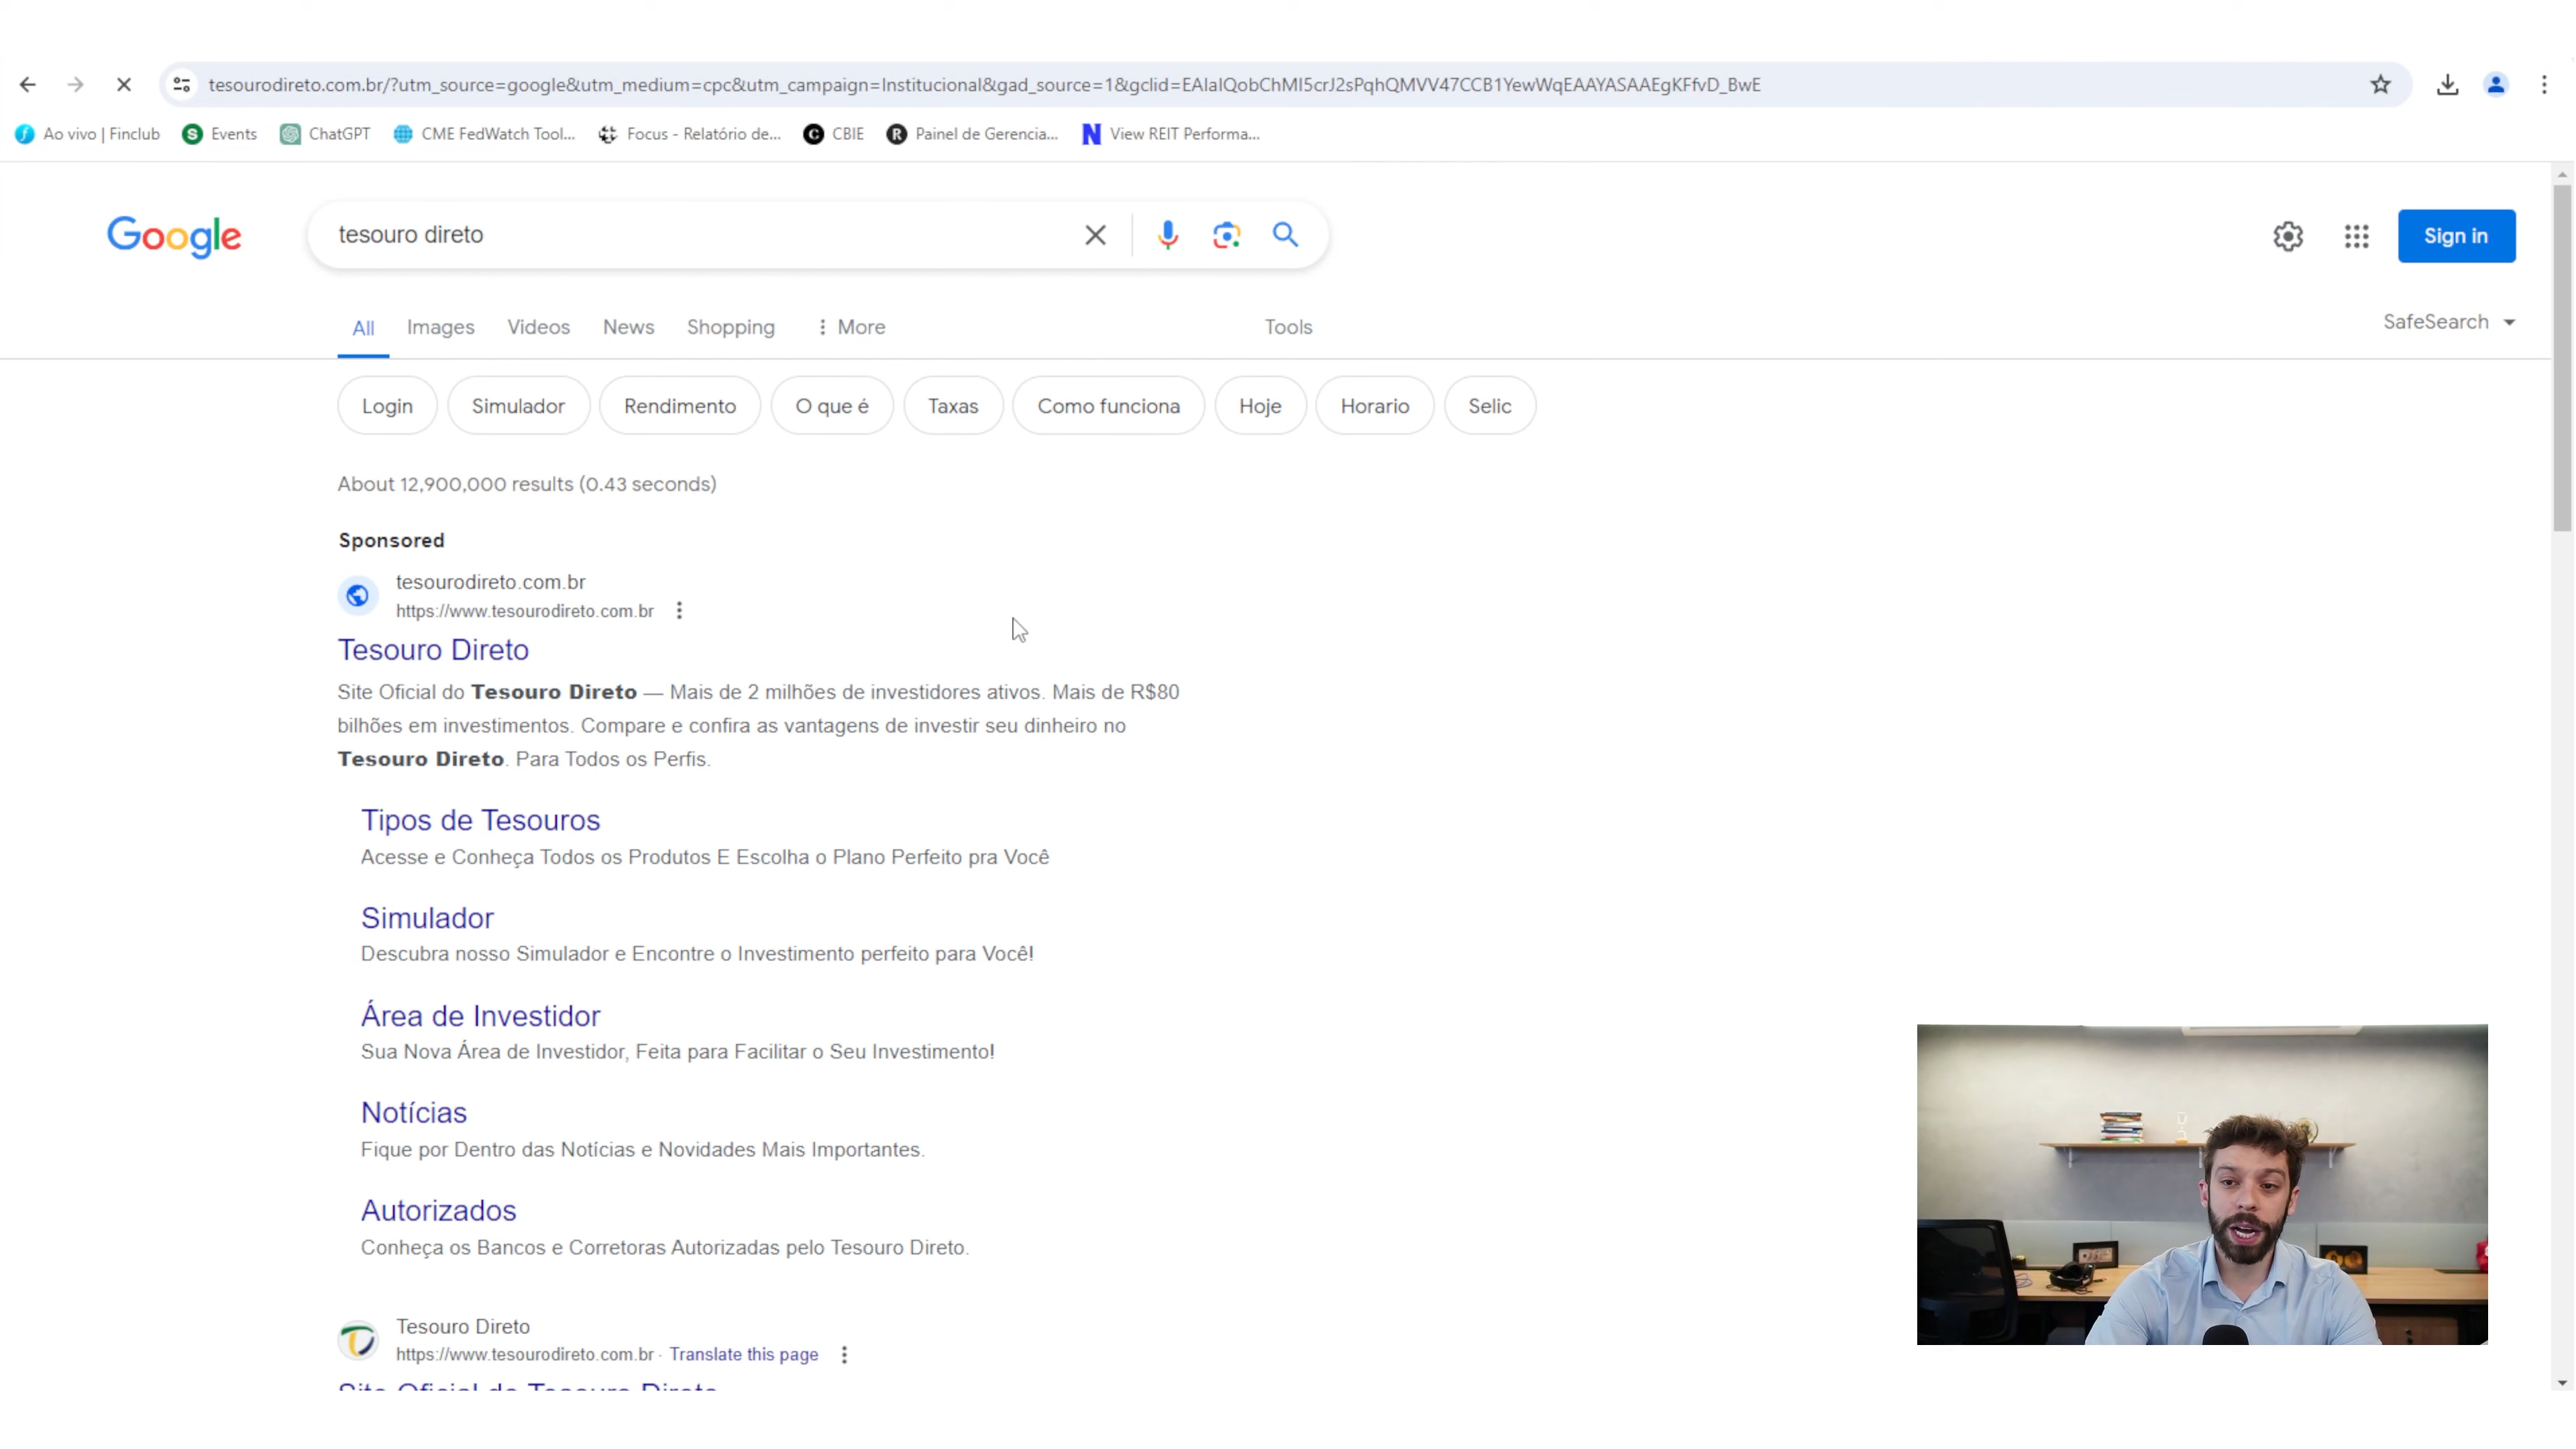 tesourodireto.com.br/?utm_source=google&utm_medium=cpc&utm_campaign=Institucional&gad_source=1&gclid=EAIaIQobChMI5crJ2sPqhQMVV47CCB1YewWqEAAYASAAEgKFfvD_BwE
Ao vivo | Finclub Events ChatGPT CME FedWatch Tool... Focus - Relatório de... CBIE Painel de Gerencia... View REIT Performa...
Google tesouro direto Sign in
All Images Videos News Shopping More Tools SafeSearch
Login Simulador Rendimento O que é Taxas Como funciona Hoje Horario Selic
About 12,900,000 results (0.43 seconds)
Sponsored
tesourodireto.com.br
https://www.tesourodireto.com.br
Tesouro Direto
Site Oficial do Tesouro Direto — Mais de 2 milhões de investidores ativos. Mais de R$80
bilhões em investimentos. Compare e confira as vantagens de investir seu dinheiro no
Tesouro Direto. Para Todos os Perfis.
Tipos de Tesouros
Acesse e Conheça Todos os Produtos E Escolha o Plano Perfeito pra Você
Simulador
Descubra nosso Simulador e Encontre o Investimento perfeito para Você!
Área de Investidor
Sua Nova Área de Investidor, Feita para Facilitar o Seu Investimento!
Notícias
Fique por Dentro das Notícias e Novidades Mais Importantes.
Autorizados
Conheça os Bancos e Corretoras Autorizadas pelo Tesouro Direto.
Tesouro Direto
https://www.tesourodireto.com.br · Translate this page
Site Oficial do Tesouro Direto